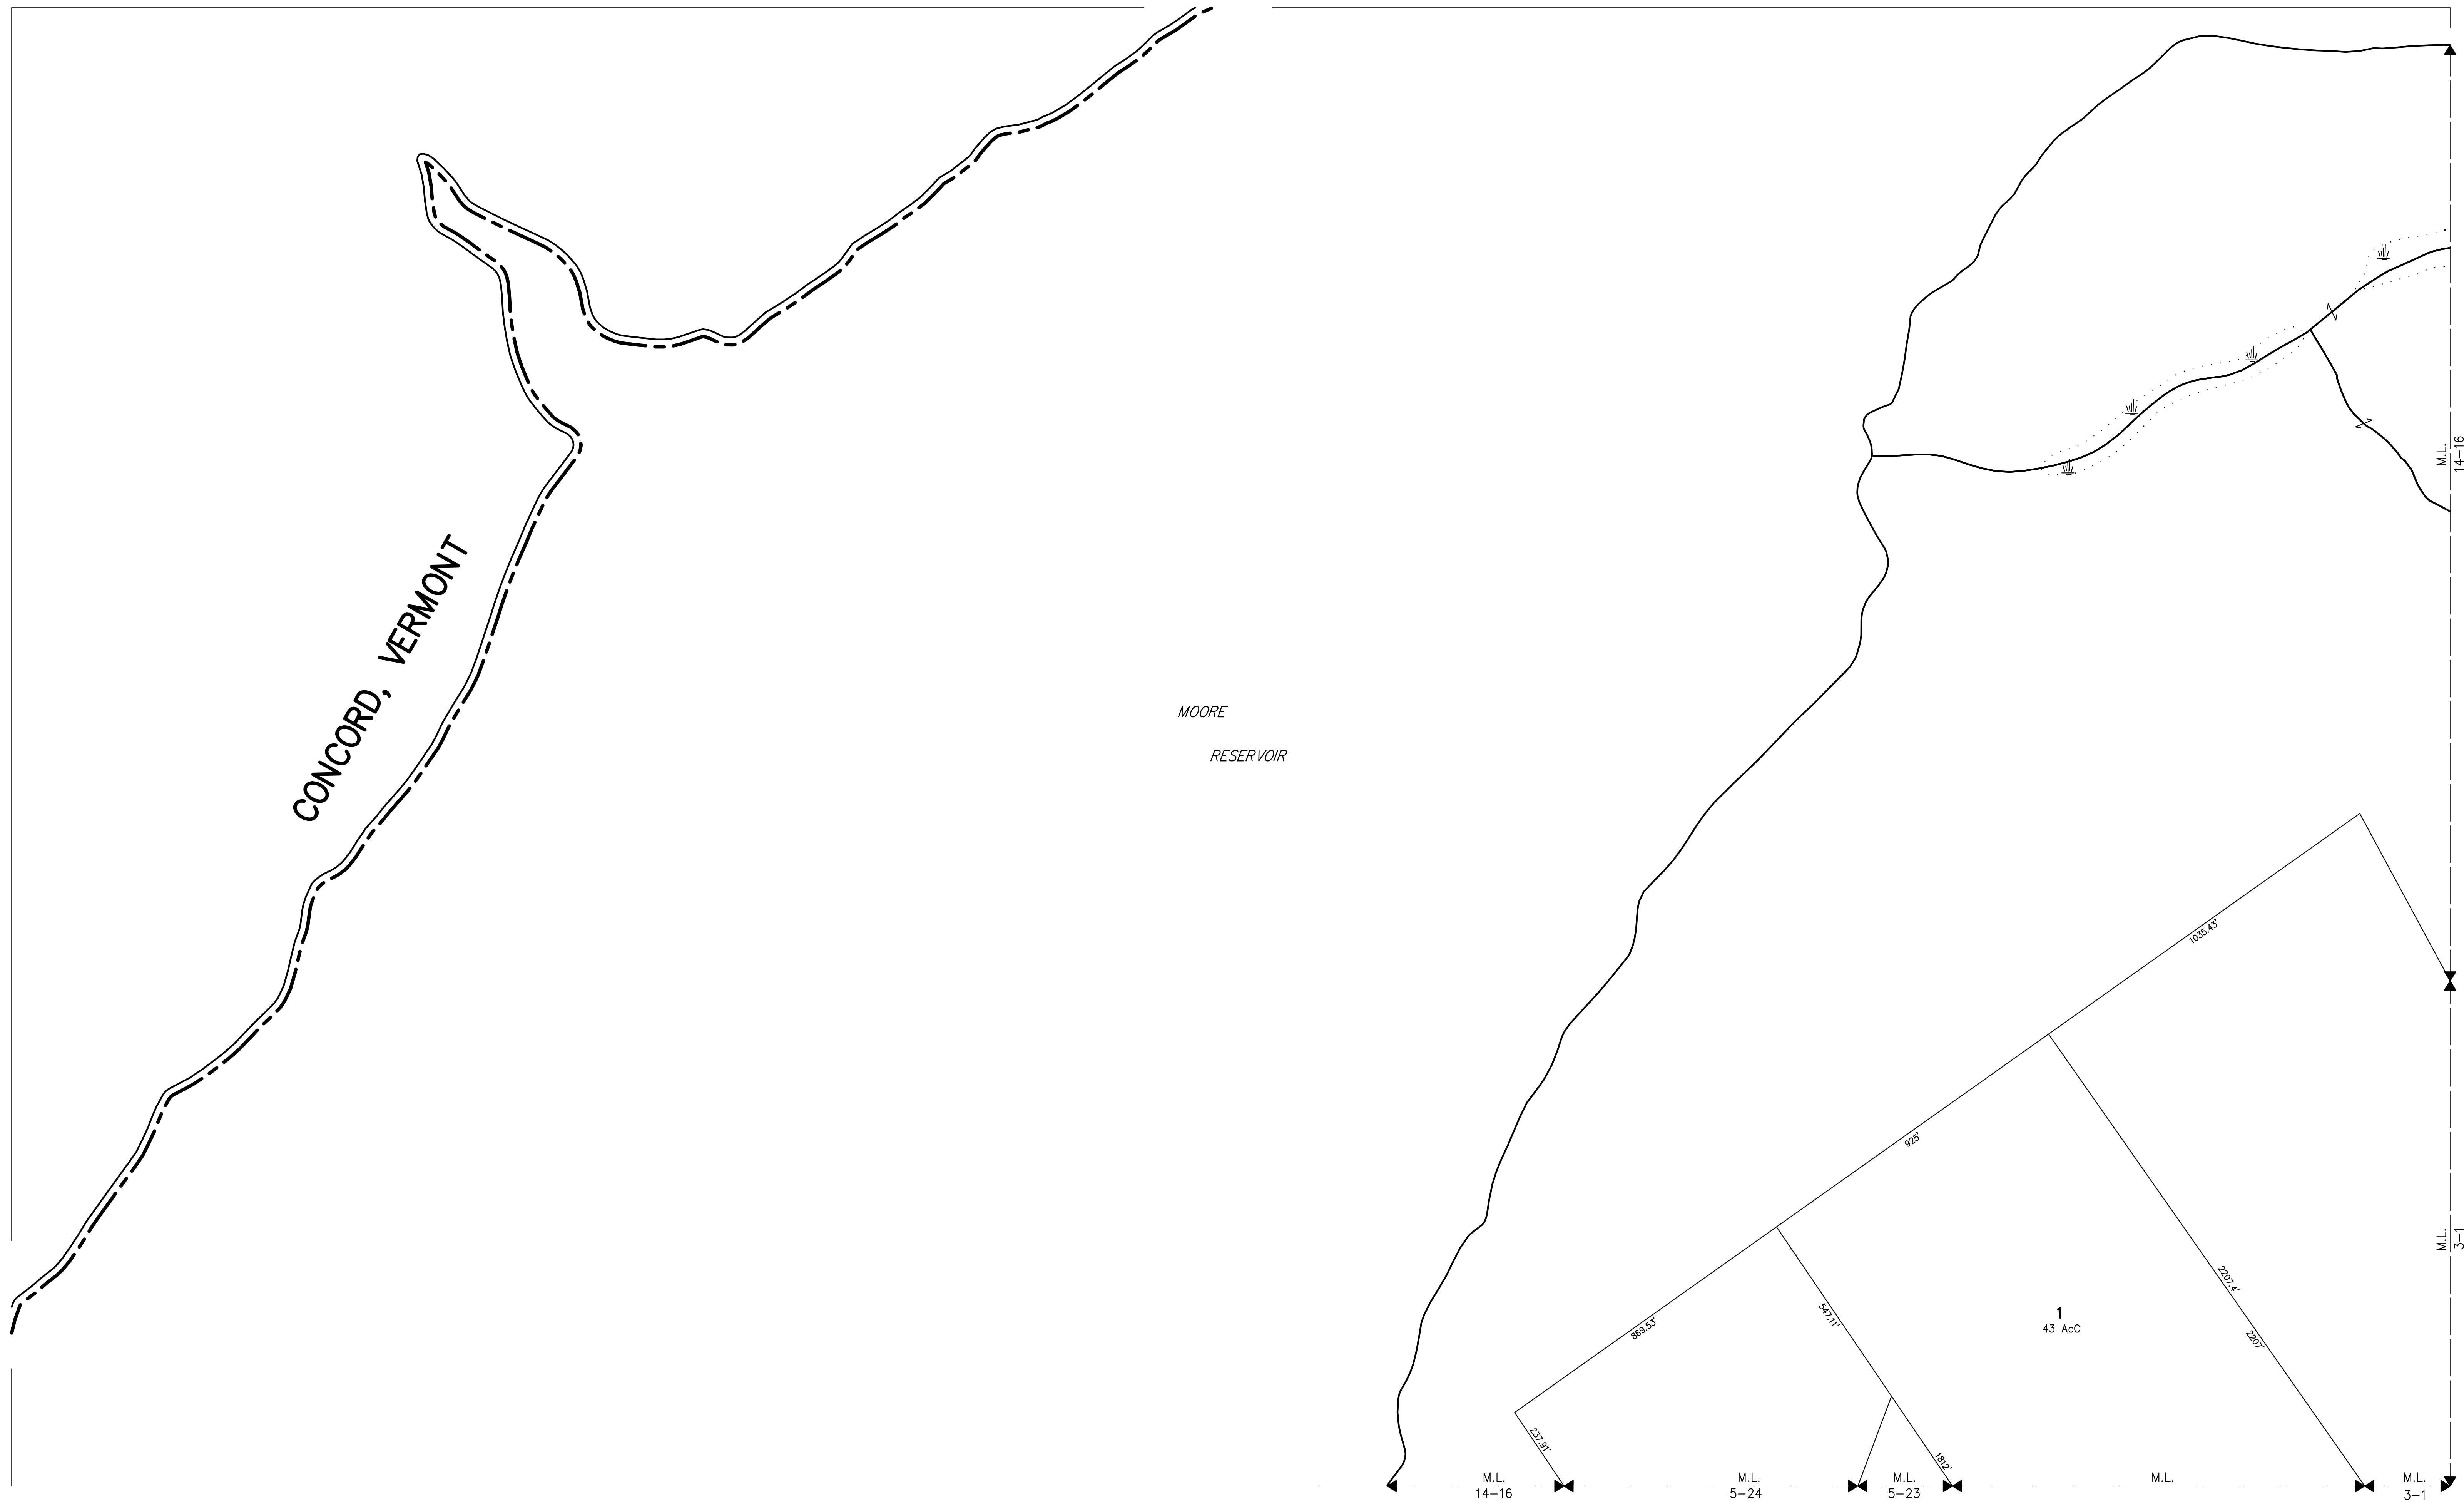 CONCORD, VERMONT
MOORE
RESERVOIR
M.L.
14-16
1035.43'
925'
869.53'
547.11'
237.91'
2207.4'
2207'
1812'
1
43 AcC
M.L.
3-1
M.L.
14-16
M.L.
5-24
M.L.
5-23
M.L.
M.L.
3-1